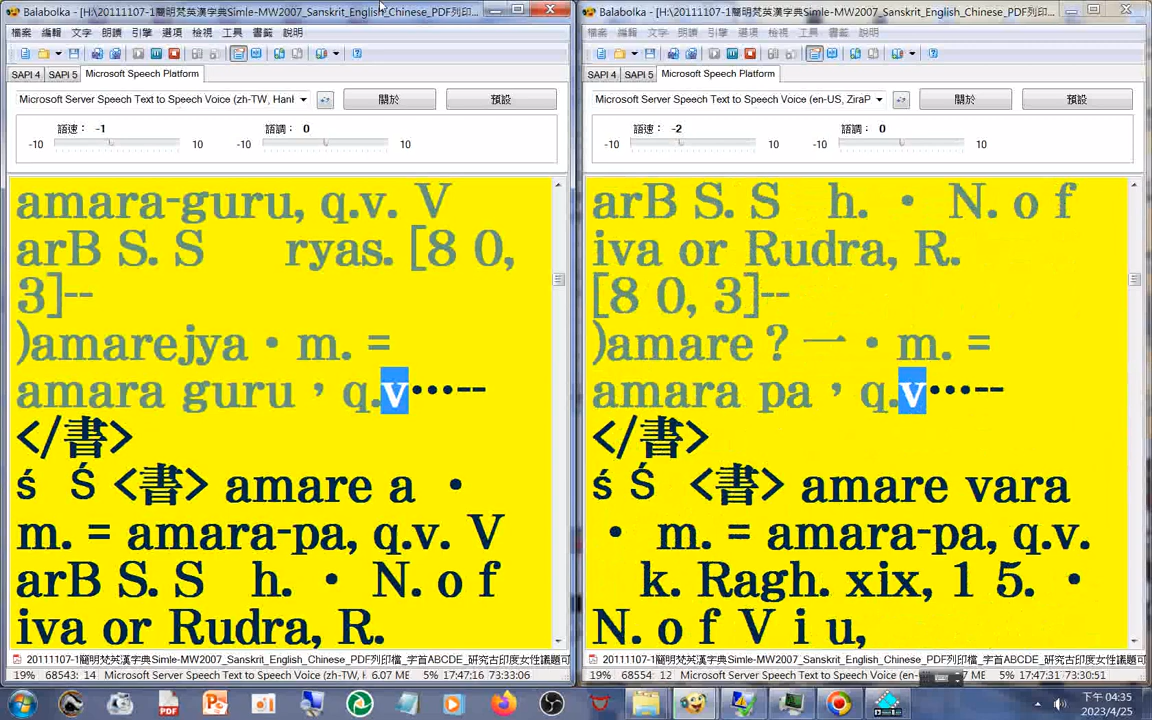 Balabolka - [H:\20111107-1簡明梵英漢字典Simle-MW2007_Sanskrit_English_Chinese_PDF列印...
檔案 編輯 文字 朗讀 引擎 選項 檢視 工具 書籤 說明
SAPI 4 SAPI 5 Microsoft Speech Platform
Microsoft Server Speech Text to Speech Voice (zh-TW, Hanl
關於
預設
語速： -1 語調： 0
-10 10 -10 10
amara-guru, q.v. V
arB S. S ryas. [8 0,
3]--
)amarejya • m. =
amara guru，q.v…--
</書>
ś Ś <書> amare a •
m. = amara-pa, q.v. V
arB S. S h. • N. o f
iva or Rudra, R.
20111107-1簡明梵英漢字典Simle-MW2007_Sanskrit_English_Chinese_PDF列印檔_字首ABCDE_研究古印度女性議題可
19% 68543: 14 Microsoft Server Speech Text to Speech Voice (zh-TW, H 6.07 ME 5% 17:47:16 73:33:06
Balabolka - [H:\20111107-1簡明梵英漢字典Simle-MW2007_Sanskrit_English_Chinese_PDF列印...
檔案 編輯 文字 朗讀 引擎 選項 檢視 工具 書籤 說明
SAPI 4 SAPI 5 Microsoft Speech Platform
Microsoft Server Speech Text to Speech Voice (en-US, ZiraP
關於
預設
語速： -2 語調： 0
-10 10 -10 10
arB S. S h. • N. o f
iva or Rudra, R.
[8 0, 3]--
)amare？一 • m. =
amara pa，q.v…--
</書>
ś Ś <書> amare vara
• m. = amara-pa, q.v.
k. Ragh. xix, 1 5. •
N. o f V i u,
20111107-1簡明梵英漢字典Simle-MW2007_Sanskrit_English_Chinese_PDF列印檔_字首ABCDE_研究古印度女性議題可
19% 68554: 12 Microsoft Server Speech Text to Speech Voice 5% 17:47:31 73:30:51
下午 04:35
2023/4/25